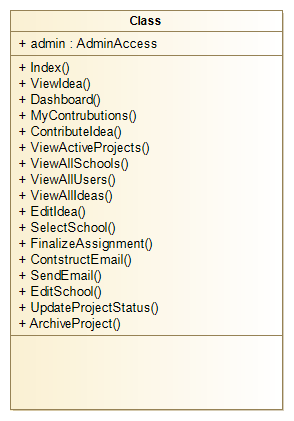 Class
+ admin : AdminAccess
+ Index()
+ ViewIdea()
+ Dashboard()
+ MyContrubutions()
+ ContributeIdea()
+ ViewActiveProjects()
+ ViewAllSchools()
+ ViewAllUsers()
+ ViewAllIdeas()
+ EditIdea()
+ SelectSchool()
+ FinalizeAssignment()
+ ContstructEmail()
+ SendEmail()
+ EditSchool()
+ UpdateProjectStatus()
+ ArchiveProject()